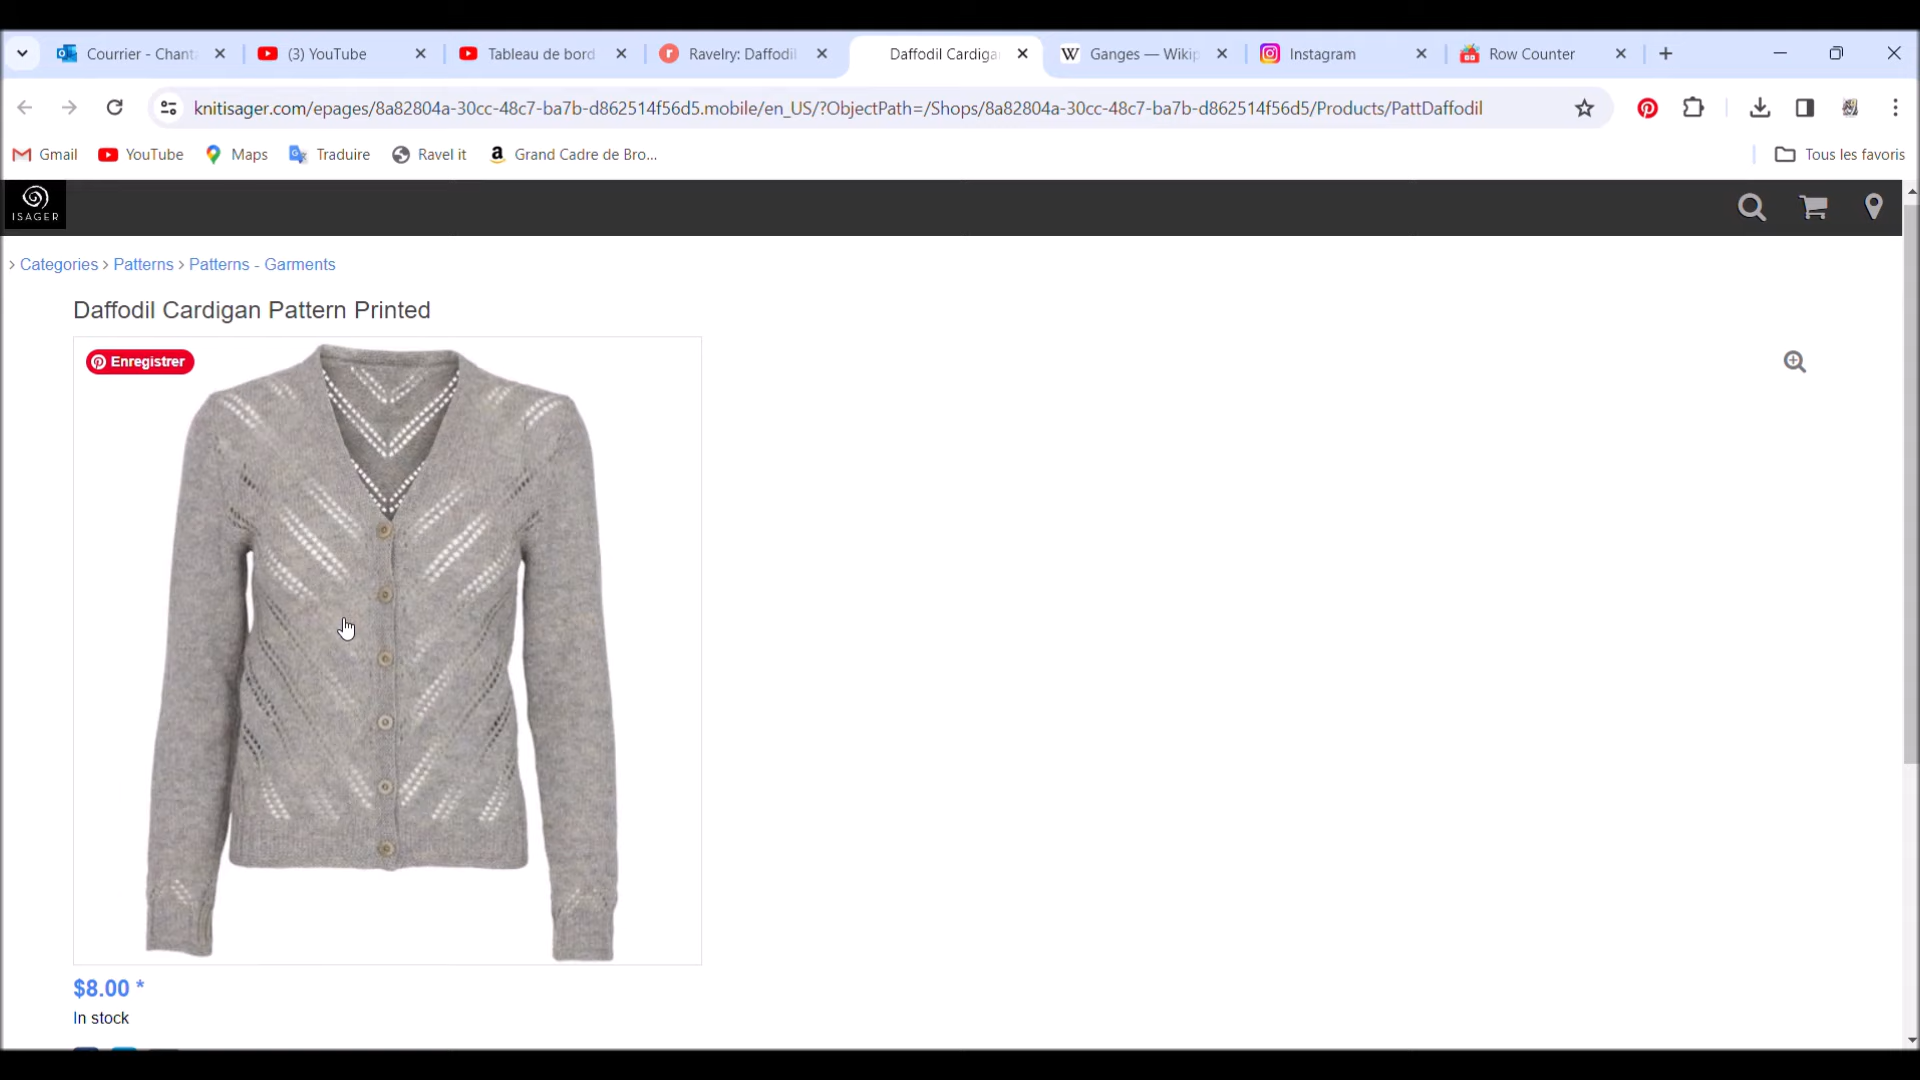 Courrier - Chanta
(3) YouTube
Tableau de bord
Ravelry: Daffodil
Daffodil Cardigan
Ganges — Wikip
Instagram
Row Counter
knitisager.com/epages/8a82804a-30cc-48c7-ba7b-d862514f56d5.mobile/en_US/?ObjectPath=/Shops/8a82804a-30cc-48c7-ba7b-d862514f56d5/Products/PattDaffodil
Gmail
YouTube
Maps
Traduire
Ravel it
Grand Cadre de Bro...
Tous les favoris
ISAGER
› Categories › Patterns › Patterns - Garments
Daffodil Cardigan Pattern Printed
Enregistrer
$8.00 *
In stock